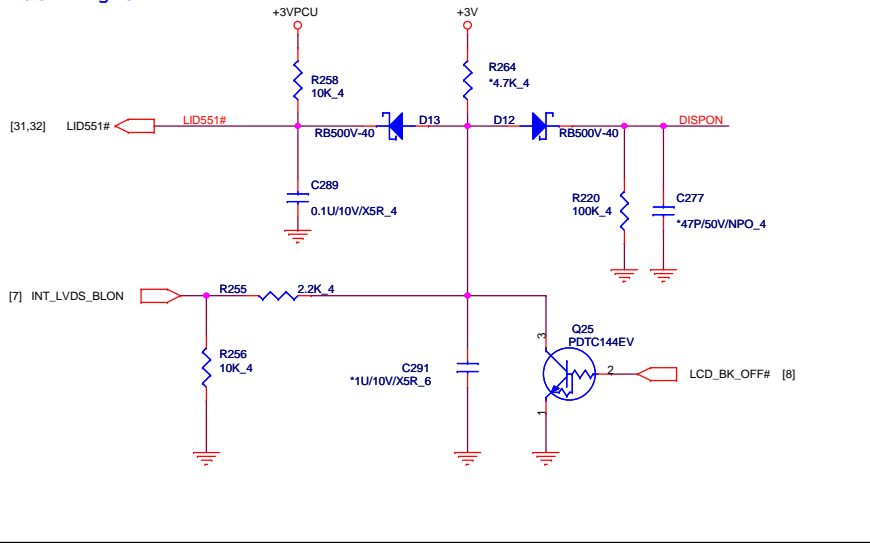 +3VPCU
+3V
R258
10K_4
R264
*4.7K_4
[31,32]
LID551#
LID551#
RB500V-40
D13
D12
RB500V-40
DISPON
C289
0.1U/10V/X5R_4
R220
100K_4
C277
*47P/50V/NPO_4
[7]
INT_LVDS_BLON
R255
2.2K_4
R256
10K_4
C291
*1U/10V/X5R_6
3
Q25
PDTC144EV
2
LCD_BK_OFF#
[8]
1